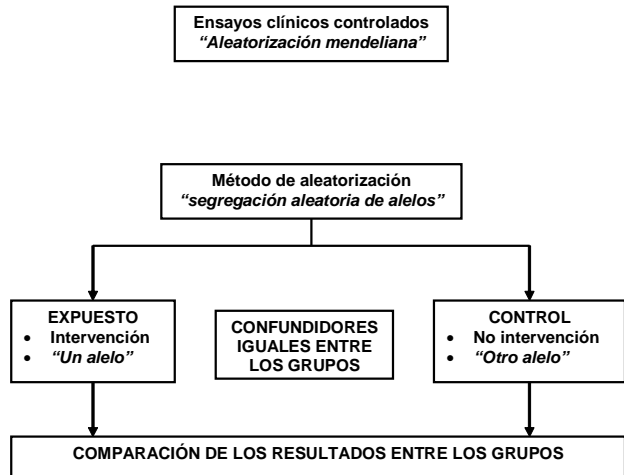 Ensayos clínicos controlados
“Aleatorización mendeliana”
Método de aleatorización
“segregación aleatoria de alelos”
EXPUESTO
• Intervención
• “Un alelo”
CONFUNDIDORES
IGUALES ENTRE
LOS GRUPOS
CONTROL
• No intervención
• “Otro alelo”
COMPARACIÓN DE LOS RESULTADOS ENTRE LOS GRUPOS